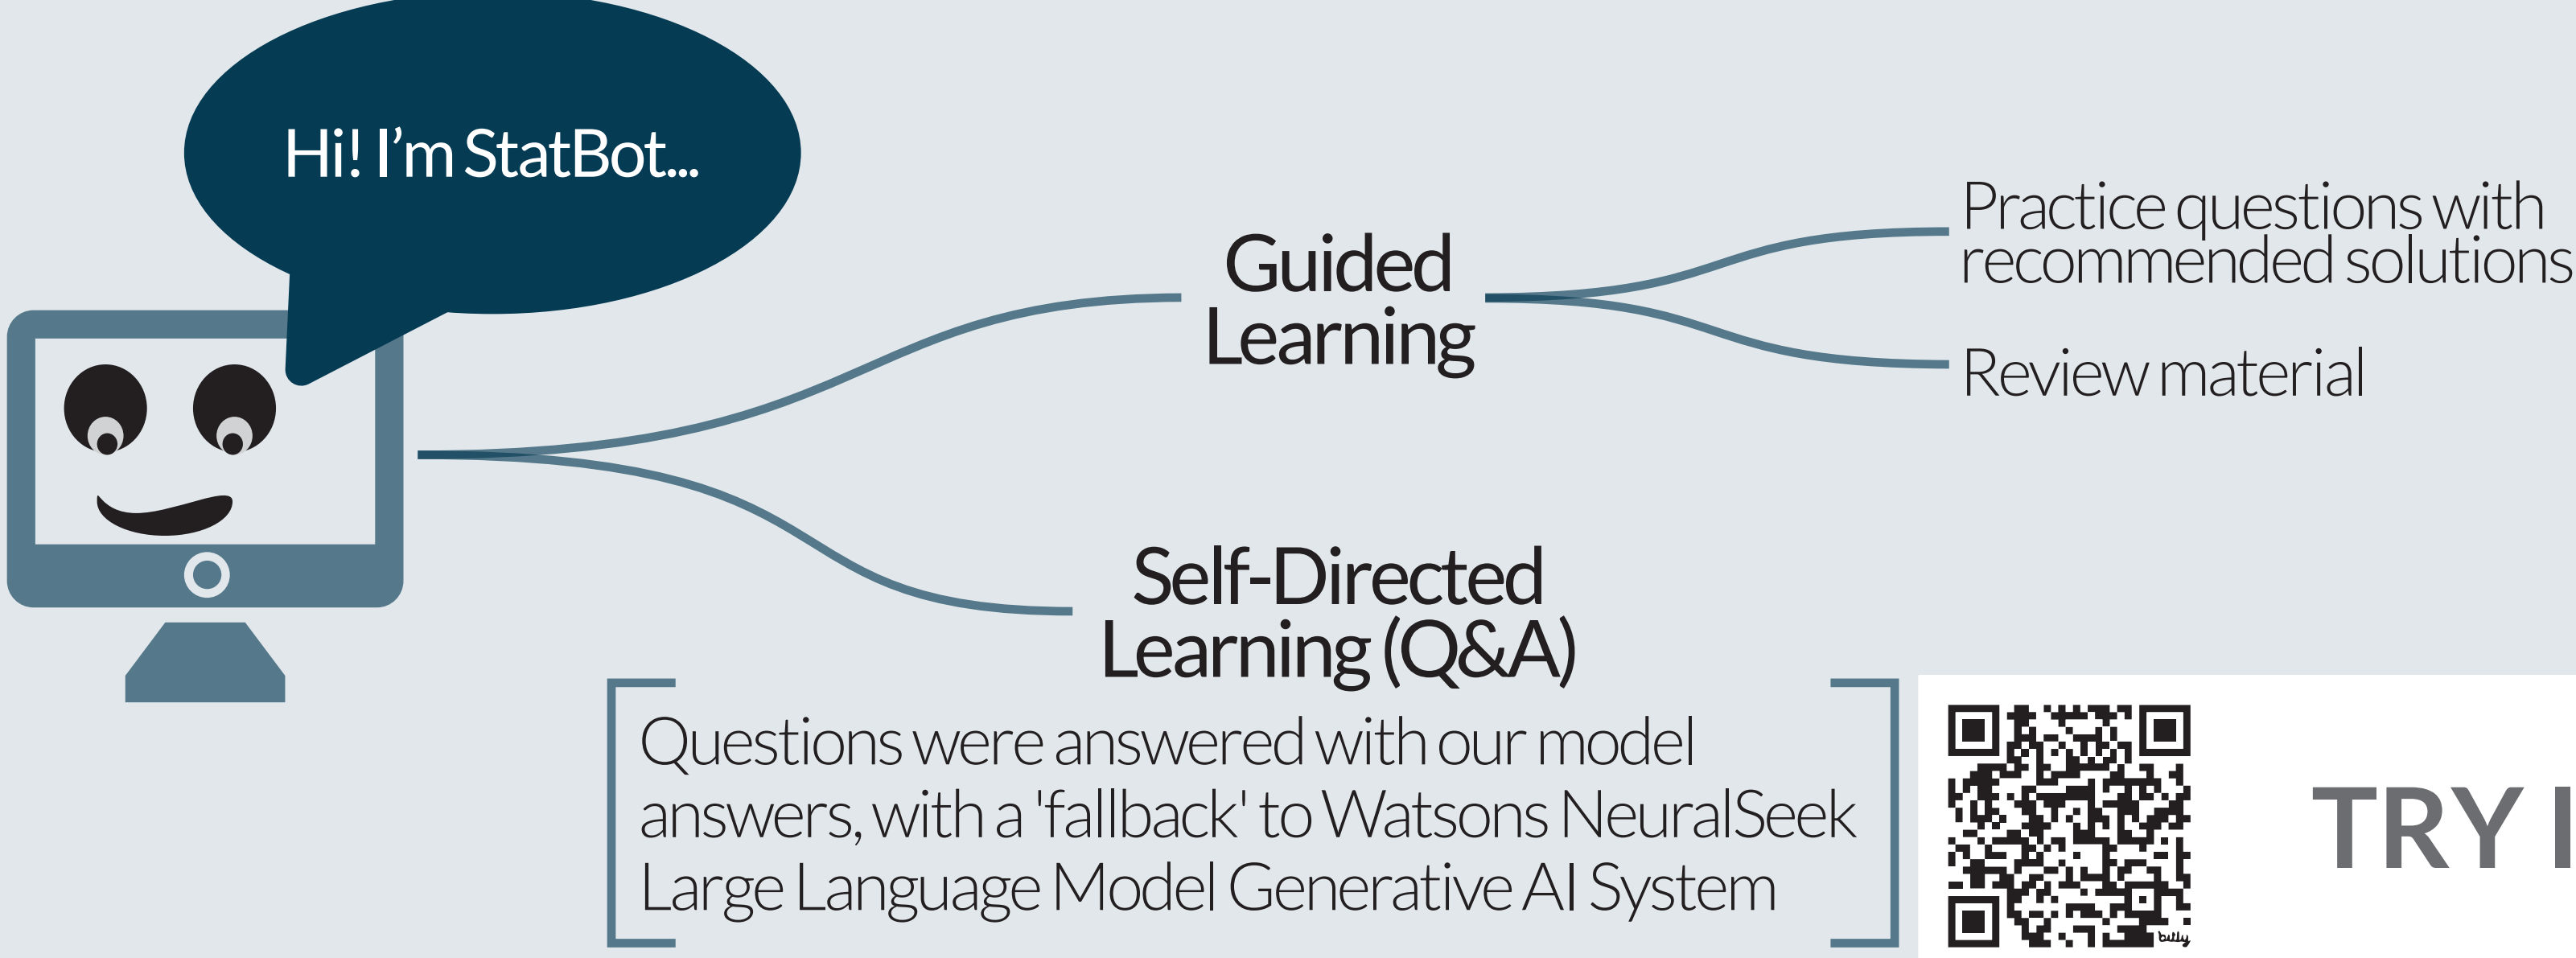 Hi! I'm StatBot...
Guided
Learning
Practice questions with
recommended solutions
Review material
Self-Directed
Learning (Q&A)
Questions were answered with our model
answers, with a 'fallback' to Watsons NeuralSeek
Large Language Model Generative AI System
bitly
TRY I